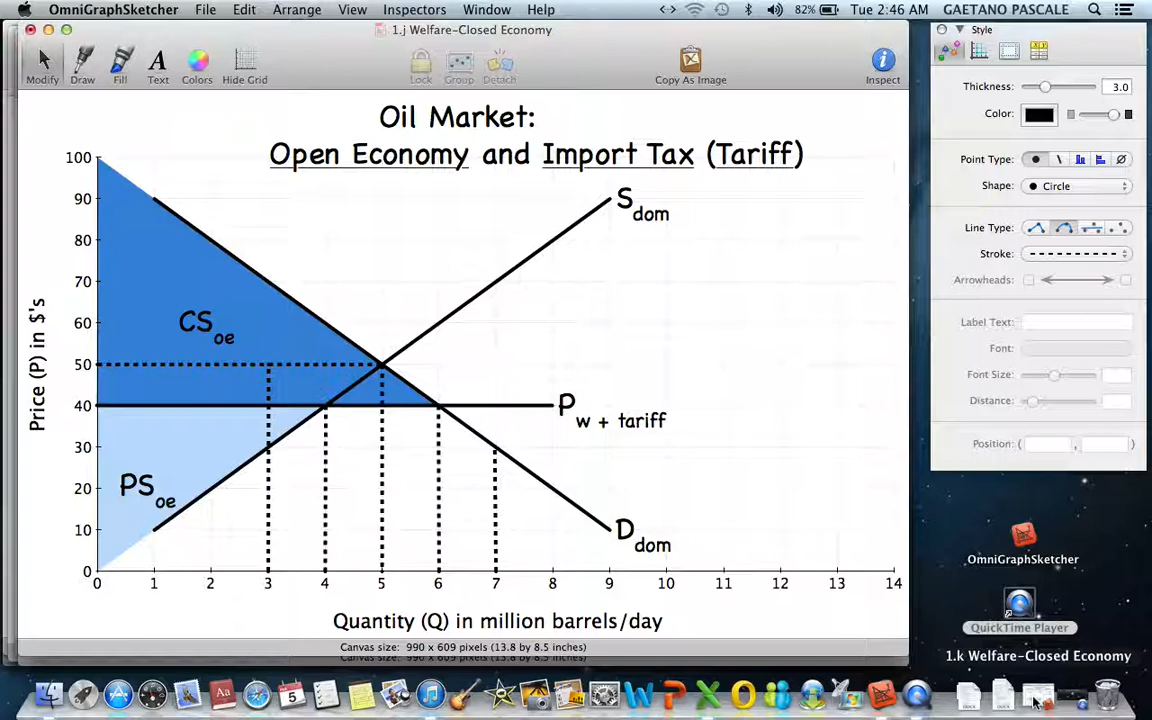 OmniGraphSketcher File Edit Arrange View Inspectors Window Help 82% Tue 2:46 AM GAETANO PASCALE
1.j Welfare-Closed Economy
Modify Draw Fill Text Colors Hide Grid Lock Group Detach Copy As Image Inspect
Oil Market:
Open Economy and Import Tax (Tariff)
Price (P) in $'s
100
90
80
70
60
50
40
30
20
10
0
S dom
CS oe
P w + tariff
PS oe
D dom
0 1 2 3 4 5 6 7 8 9 10 11 12 13 14
Quantity (Q) in million barrels/day
Canvas size: 990 x 609 pixels (13.8 by 8.5 inches)
Style
Thickness: 3.0
Color:
Point Type:
Shape: Circle
Line Type:
Stroke:
Arrowheads:
Label Text:
Font:
Font Size:
Distance:
Position: ( , )
OmniGraphSketcher
QuickTime Player
1.k Welfare-Closed Economy